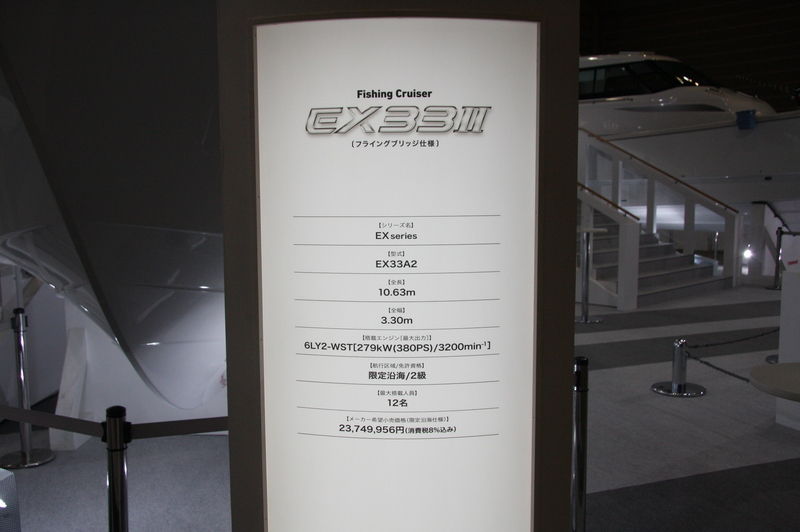 Fishing Cruiser
EX33III
(フライングブリッジ仕様)
【シリーズ名】
EX series
【型式】
EX33A2
【全長】
10.63m
【全幅】
3.30m
【搭載エンジン[最大出力]】
6LY2-WST[279kW(380PS)/3200min⁻¹]
【航行区域/免許資格】
限定沿海/2級
【最大搭載人員】
12名
【メーカー希望小売価格(限定沿海仕様)】
23,749,956円(消費税8%込み)